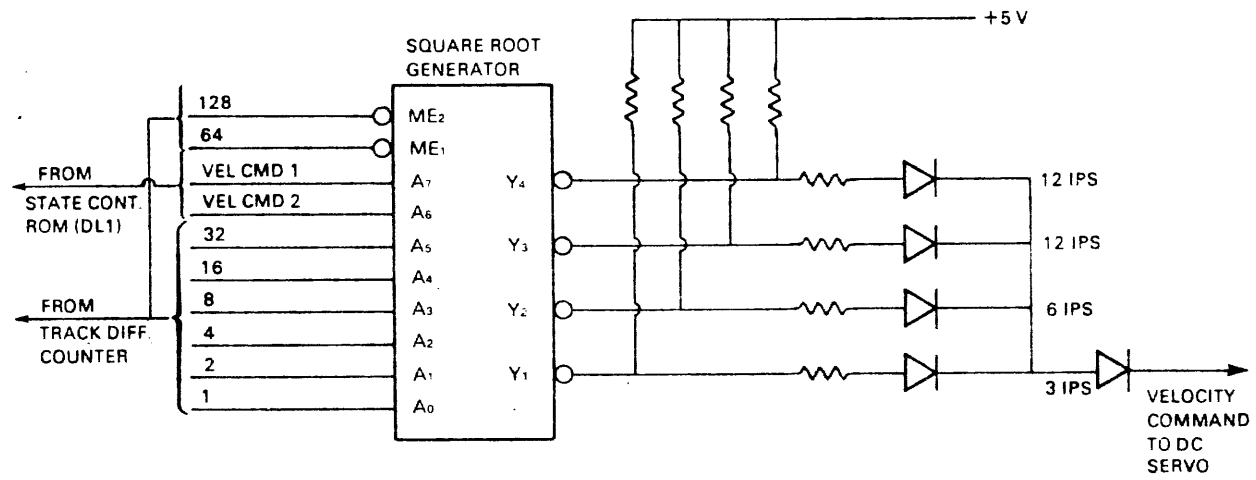 +5 V
SQUARE ROOT
GENERATOR
128
ME2
64
ME1
FROM
STATE CONT.
ROM (DL1)
VEL CMD 1
A7
Y4
12 IPS
VEL CMD 2
A6
32
A5
Y3
12 IPS
16
A4
FROM
TRACK DIFF.
COUNTER
8
A3
Y2
6 IPS
4
A2
2
A1
Y1
3 IPS
1
A0
VELOCITY
COMMAND
TO DC
SERVO